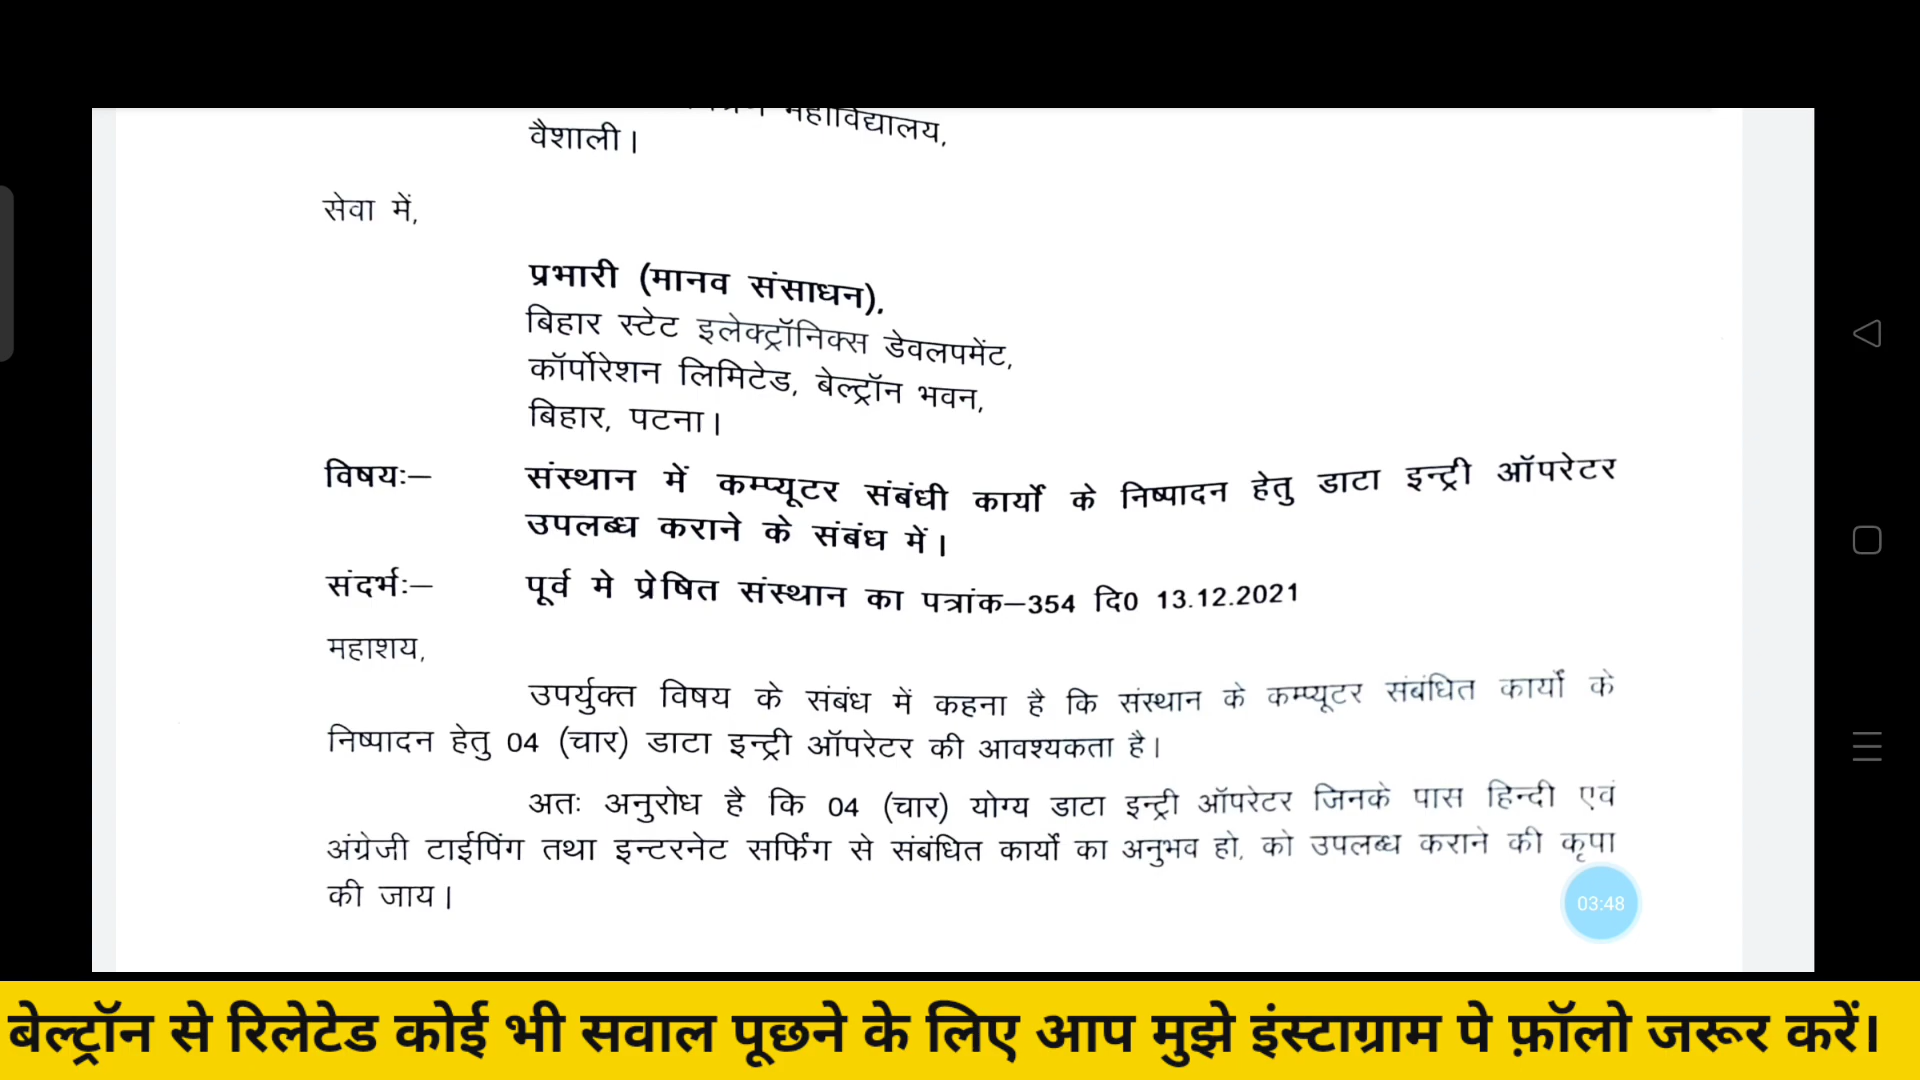 महाविद्यालय,
वैशाली।
सेवा में,
प्रभारी (मानव संसाधन),
बिहार स्टेट इलेक्ट्रॉनिक्स डेवलपमेंट,
कॉर्पोरेशन लिमिटेड, बेल्ट्रॉन भवन,
बिहार, पटना।
विषयः– संस्थान में कम्प्यूटर संबंधी कार्यो के निष्पादन हेतु डाटा इन्ट्री ऑपरेटर
उपलब्ध कराने के संबंध में।
संदर्भः– पूर्व मे प्रेषित संस्थान का पत्रांक–354 दि0 13.12.2021
महाशय,
उपर्युक्त विषय के संबंध में कहना है कि संस्थान के कम्प्यूटर संबंधित कार्यो के
निष्पादन हेतु 04 (चार) डाटा इन्ट्री ऑपरेटर की आवश्यकता है।
अतः अनुरोध है कि 04 (चार) योग्य डाटा इन्ट्री ऑपरेटर जिनके पास हिन्दी एवं
अंग्रेजी टाईपिंग तथा इन्टरनेट सर्फिंग से संबंधित कार्यो का अनुभव हो, को उपलब्ध कराने की कृपा
की जाय।
03:48
बेल्ट्रॉन से रिलेटेड कोई भी सवाल पूछने के लिए आप मुझे इंस्टाग्राम पे फ़ॉलो जरूर करें।